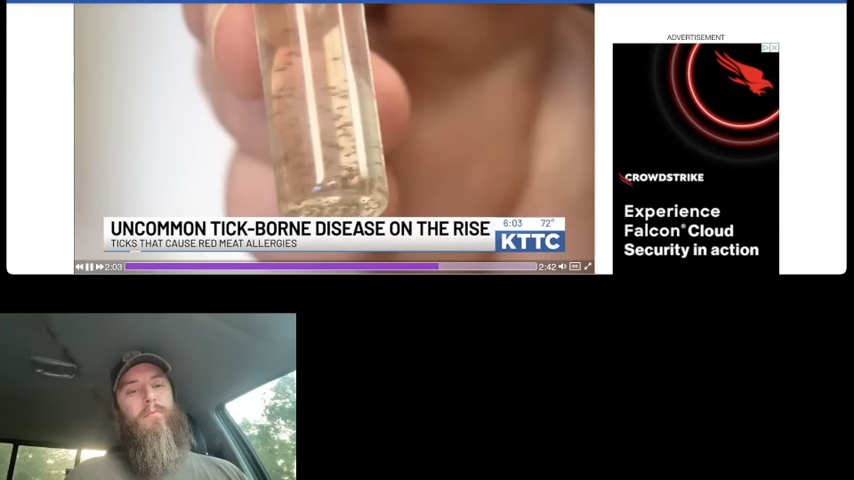 ADVERTISEMENT
UNCOMMON TICK-BORNE DISEASE ON THE RISE
TICKS THAT CAUSE RED MEAT ALLERGIES
6:03 72°
KTTC
2:03
2:42
CROWDSTRIKE
Experience
Falcon® Cloud
Security in action